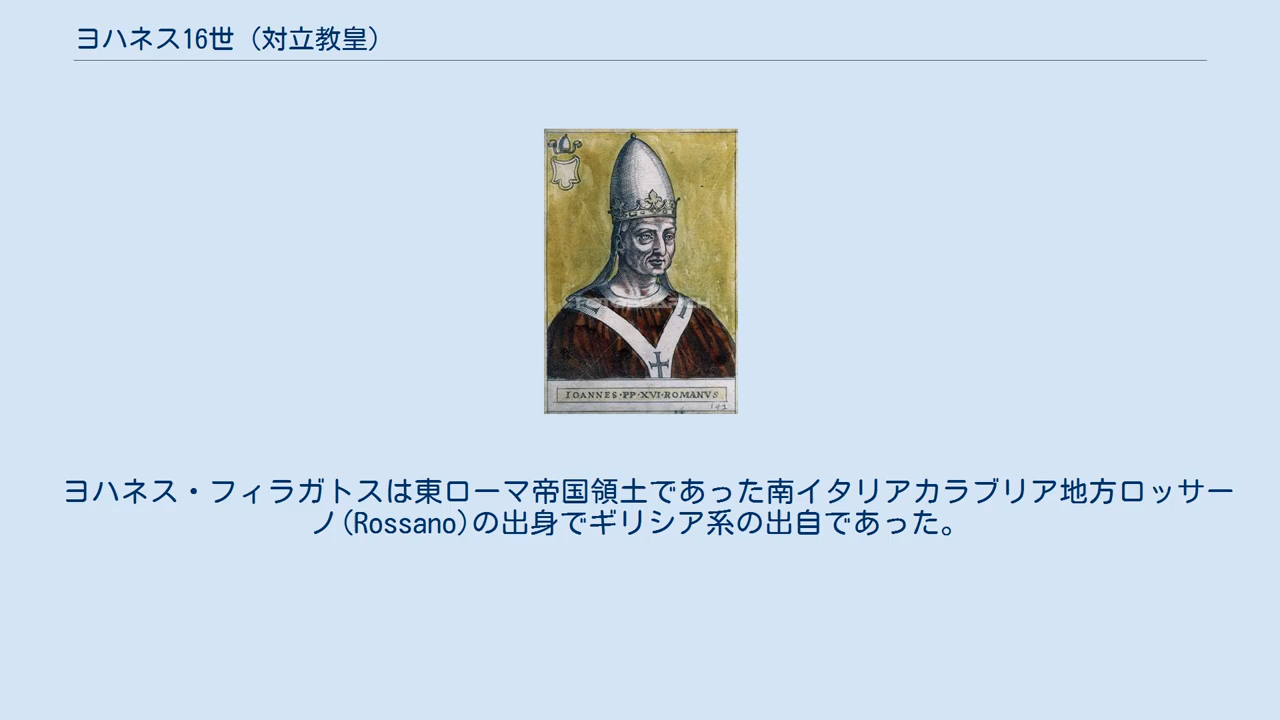 ヨハネス16世（対立教皇）
IOANNES·PP·XVI·ROMANVS
ヨハネス・フィラガトスは東ローマ帝国領土であった南イタリアカラブリア地方ロッサー
ノ(Rossano)の出身でギリシア系の出自であった。